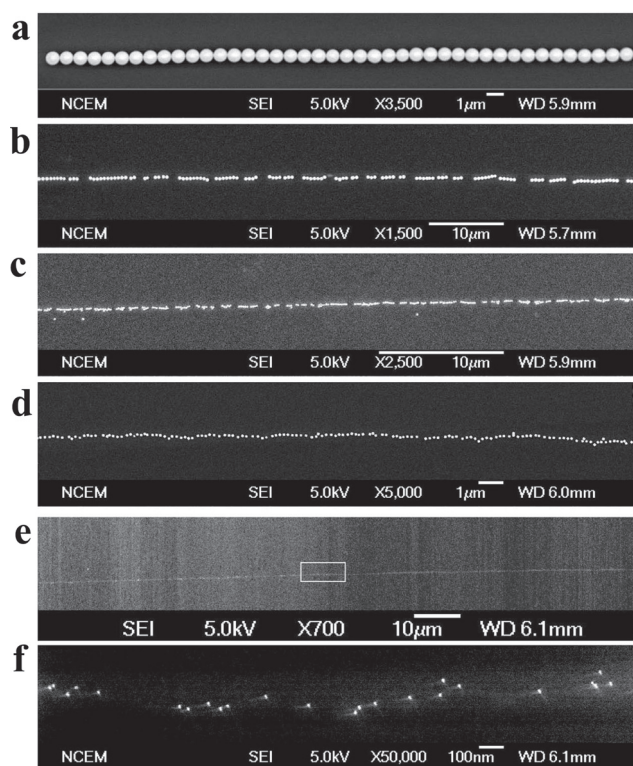 a
NCEM SEI 5.0kV X3,500 1µm WD 5.9mm
b
NCEM SEI 5.0kV X1,500 10µm WD 5.7mm
c
NCEM SEI 5.0kV X2,500 10µm WD 5.9mm
d
NCEM SEI 5.0kV X5,000 1µm WD 6.0mm
e
SEI 5.0kV X700 10µm WD 6.1mm
f
NCEM SEI 5.0kV X50,000 100nm WD 6.1mm